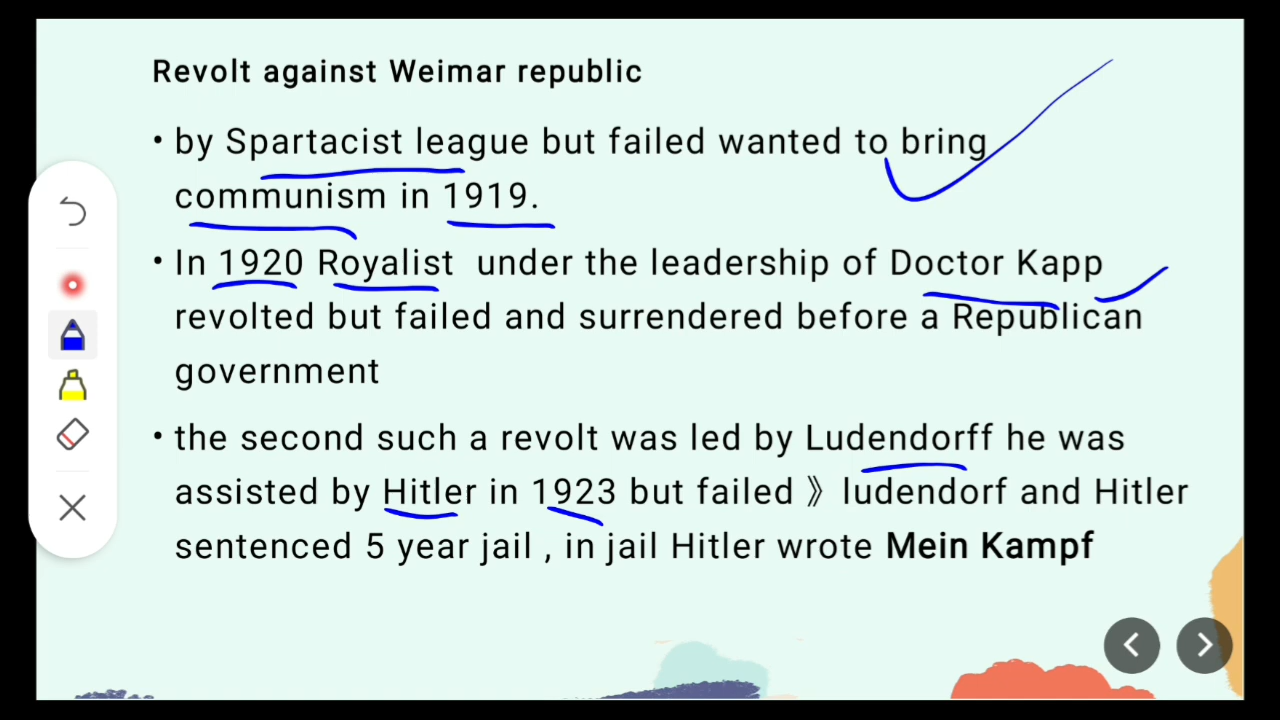 Revolt against Weimar republic
• by Spartacist league but failed wanted to bring
communism in 1919.
• In 1920 Royalist under the leadership of Doctor Kapp
revolted but failed and surrendered before a Republican
government
• the second such a revolt was led by Ludendorff he was
assisted by Hitler in 1923 but failed 》 ludendorf and Hitler
sentenced 5 year jail , in jail Hitler wrote Mein Kampf